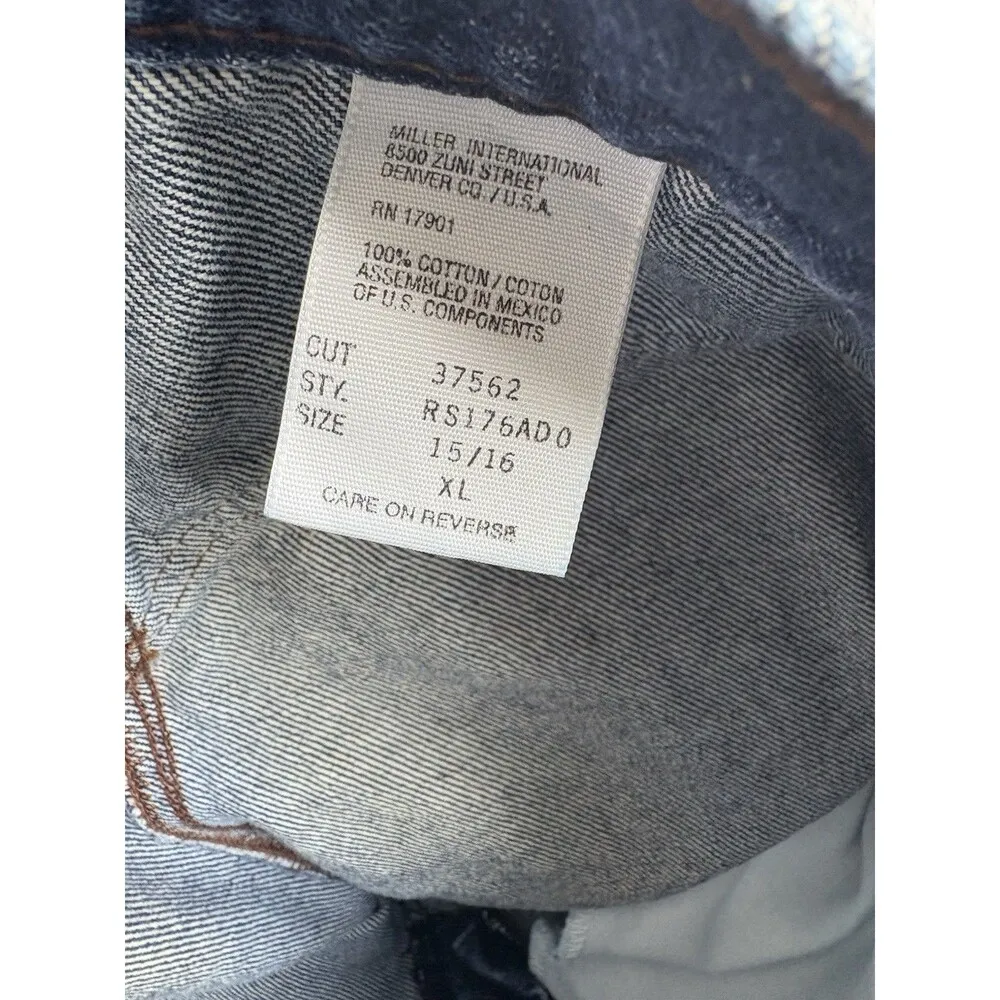 MILLER INTERNATIONAL
8500 ZUNI STREET
DENVER CO. / U.S.A.
RN 17901
100% COTTON / COTON
ASSEMBLED IN MEXICO
OF U.S. COMPONENTS
CUT 37562
STY. RS176ADO
SIZE 15/16
XL
CARE ON REVERSE